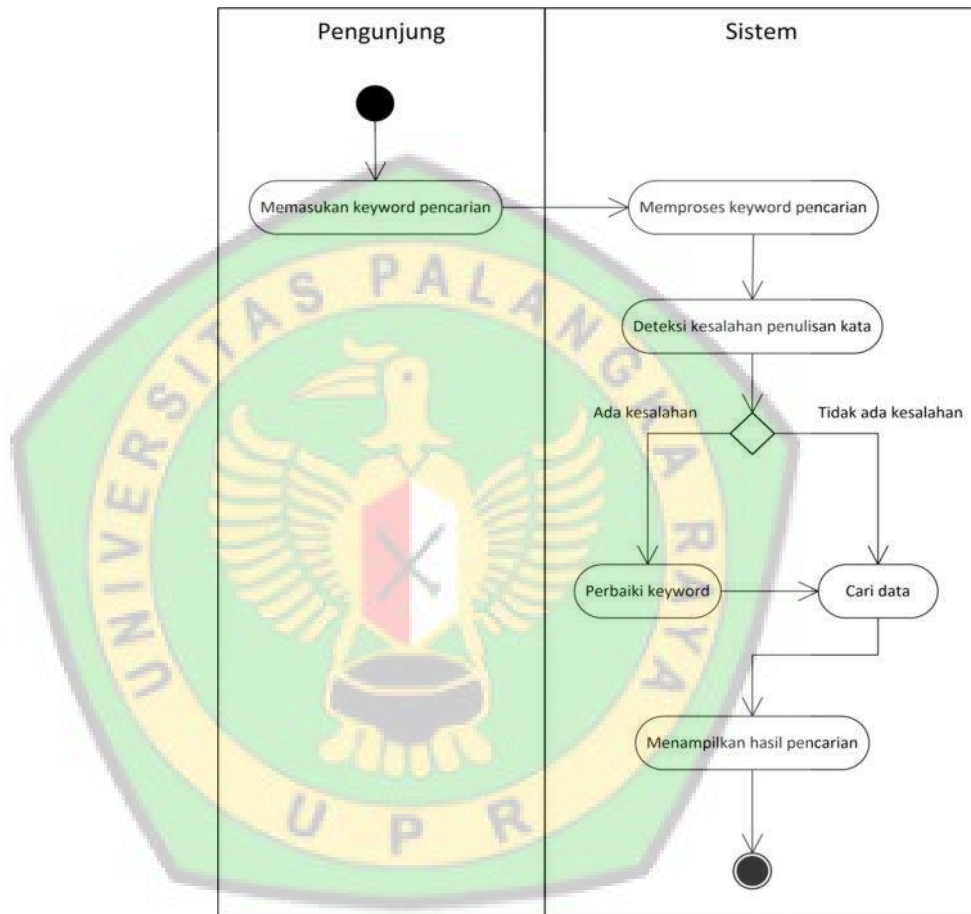 Pengunjung
Sistem
Memasukan keyword pencarian
Memproses keyword pencarian
Deteksi kesalahan penulisan kata
Ada kesalahan
Tidak ada kesalahan
Perbaiki keyword
Cari data
Menampilkan hasil pencarian
UNIVERSITAS PALANGKA RAYA
UPR